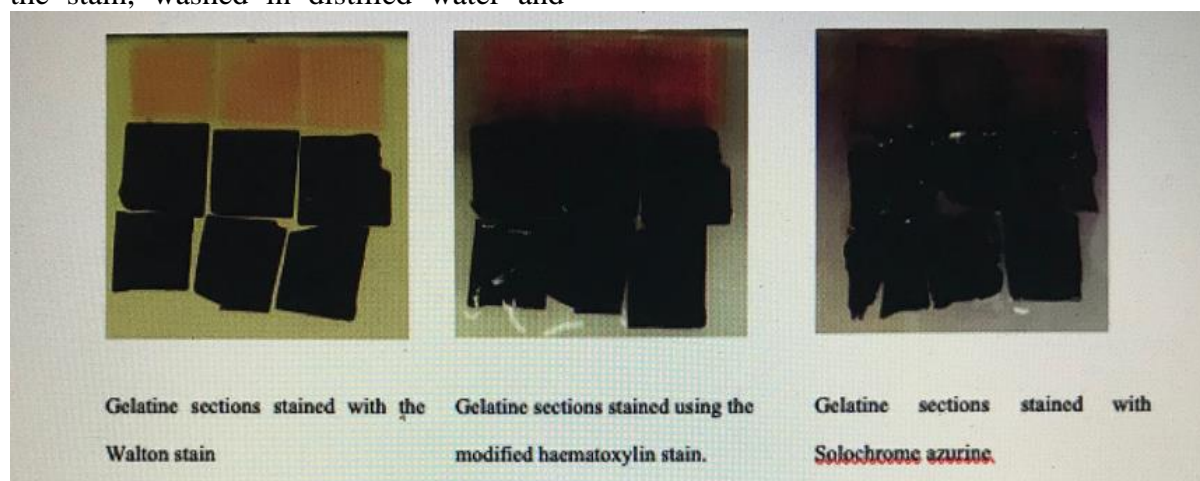 the stain, washed in distilled water and
Gelatine sections stained with the
Walton stain
Gelatine sections stained using the
modified haematoxylin stain.
Gelatine sections stained with
Solochrome azurine.